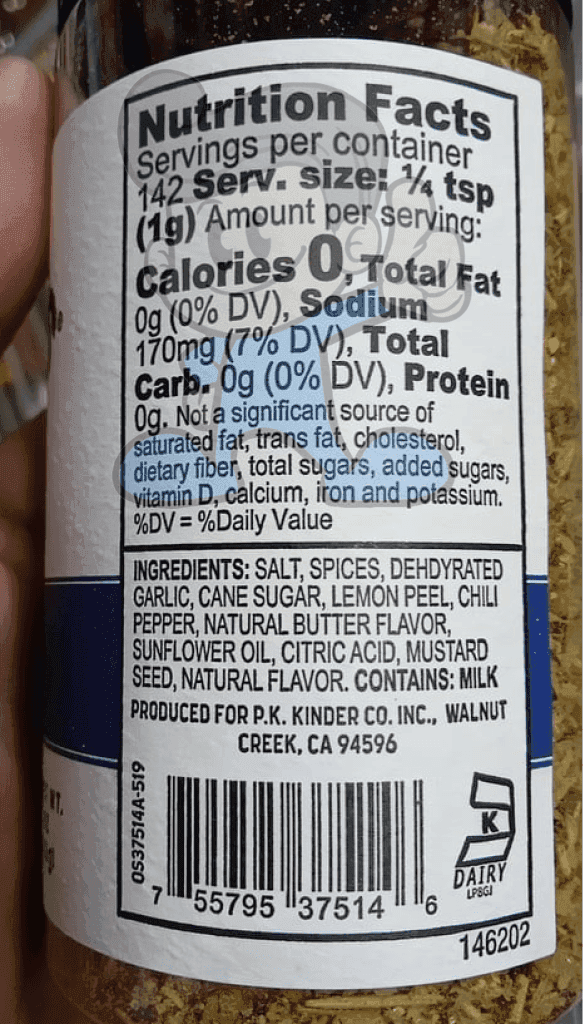 Nutrition Facts
Servings per container
142 Serv. size: ¼ tsp
(1g) Amount per serving:
Calories 0, Total Fat
0g (0% DV), Sodium
170mg (7% DV), Total
Carb. 0g (0% DV), Protein
0g. Not a significant source of
saturated fat, trans fat, cholesterol,
dietary fiber, total sugars, added sugars,
vitamin D, calcium, iron and potassium.
%DV = %Daily Value
INGREDIENTS: SALT, SPICES, DEHDYRATED
GARLIC, CANE SUGAR, LEMON PEEL, CHILI
PEPPER, NATURAL BUTTER FLAVOR,
SUNFLOWER OIL, CITRIC ACID, MUSTARD
SEED, NATURAL FLAVOR. CONTAINS: MILK
PRODUCED FOR P.K. KINDER CO. INC., WALNUT
CREEK, CA 94596
0S37514A-519
7 55795 37514 6
K
DAIRY
LP8GJ
146202